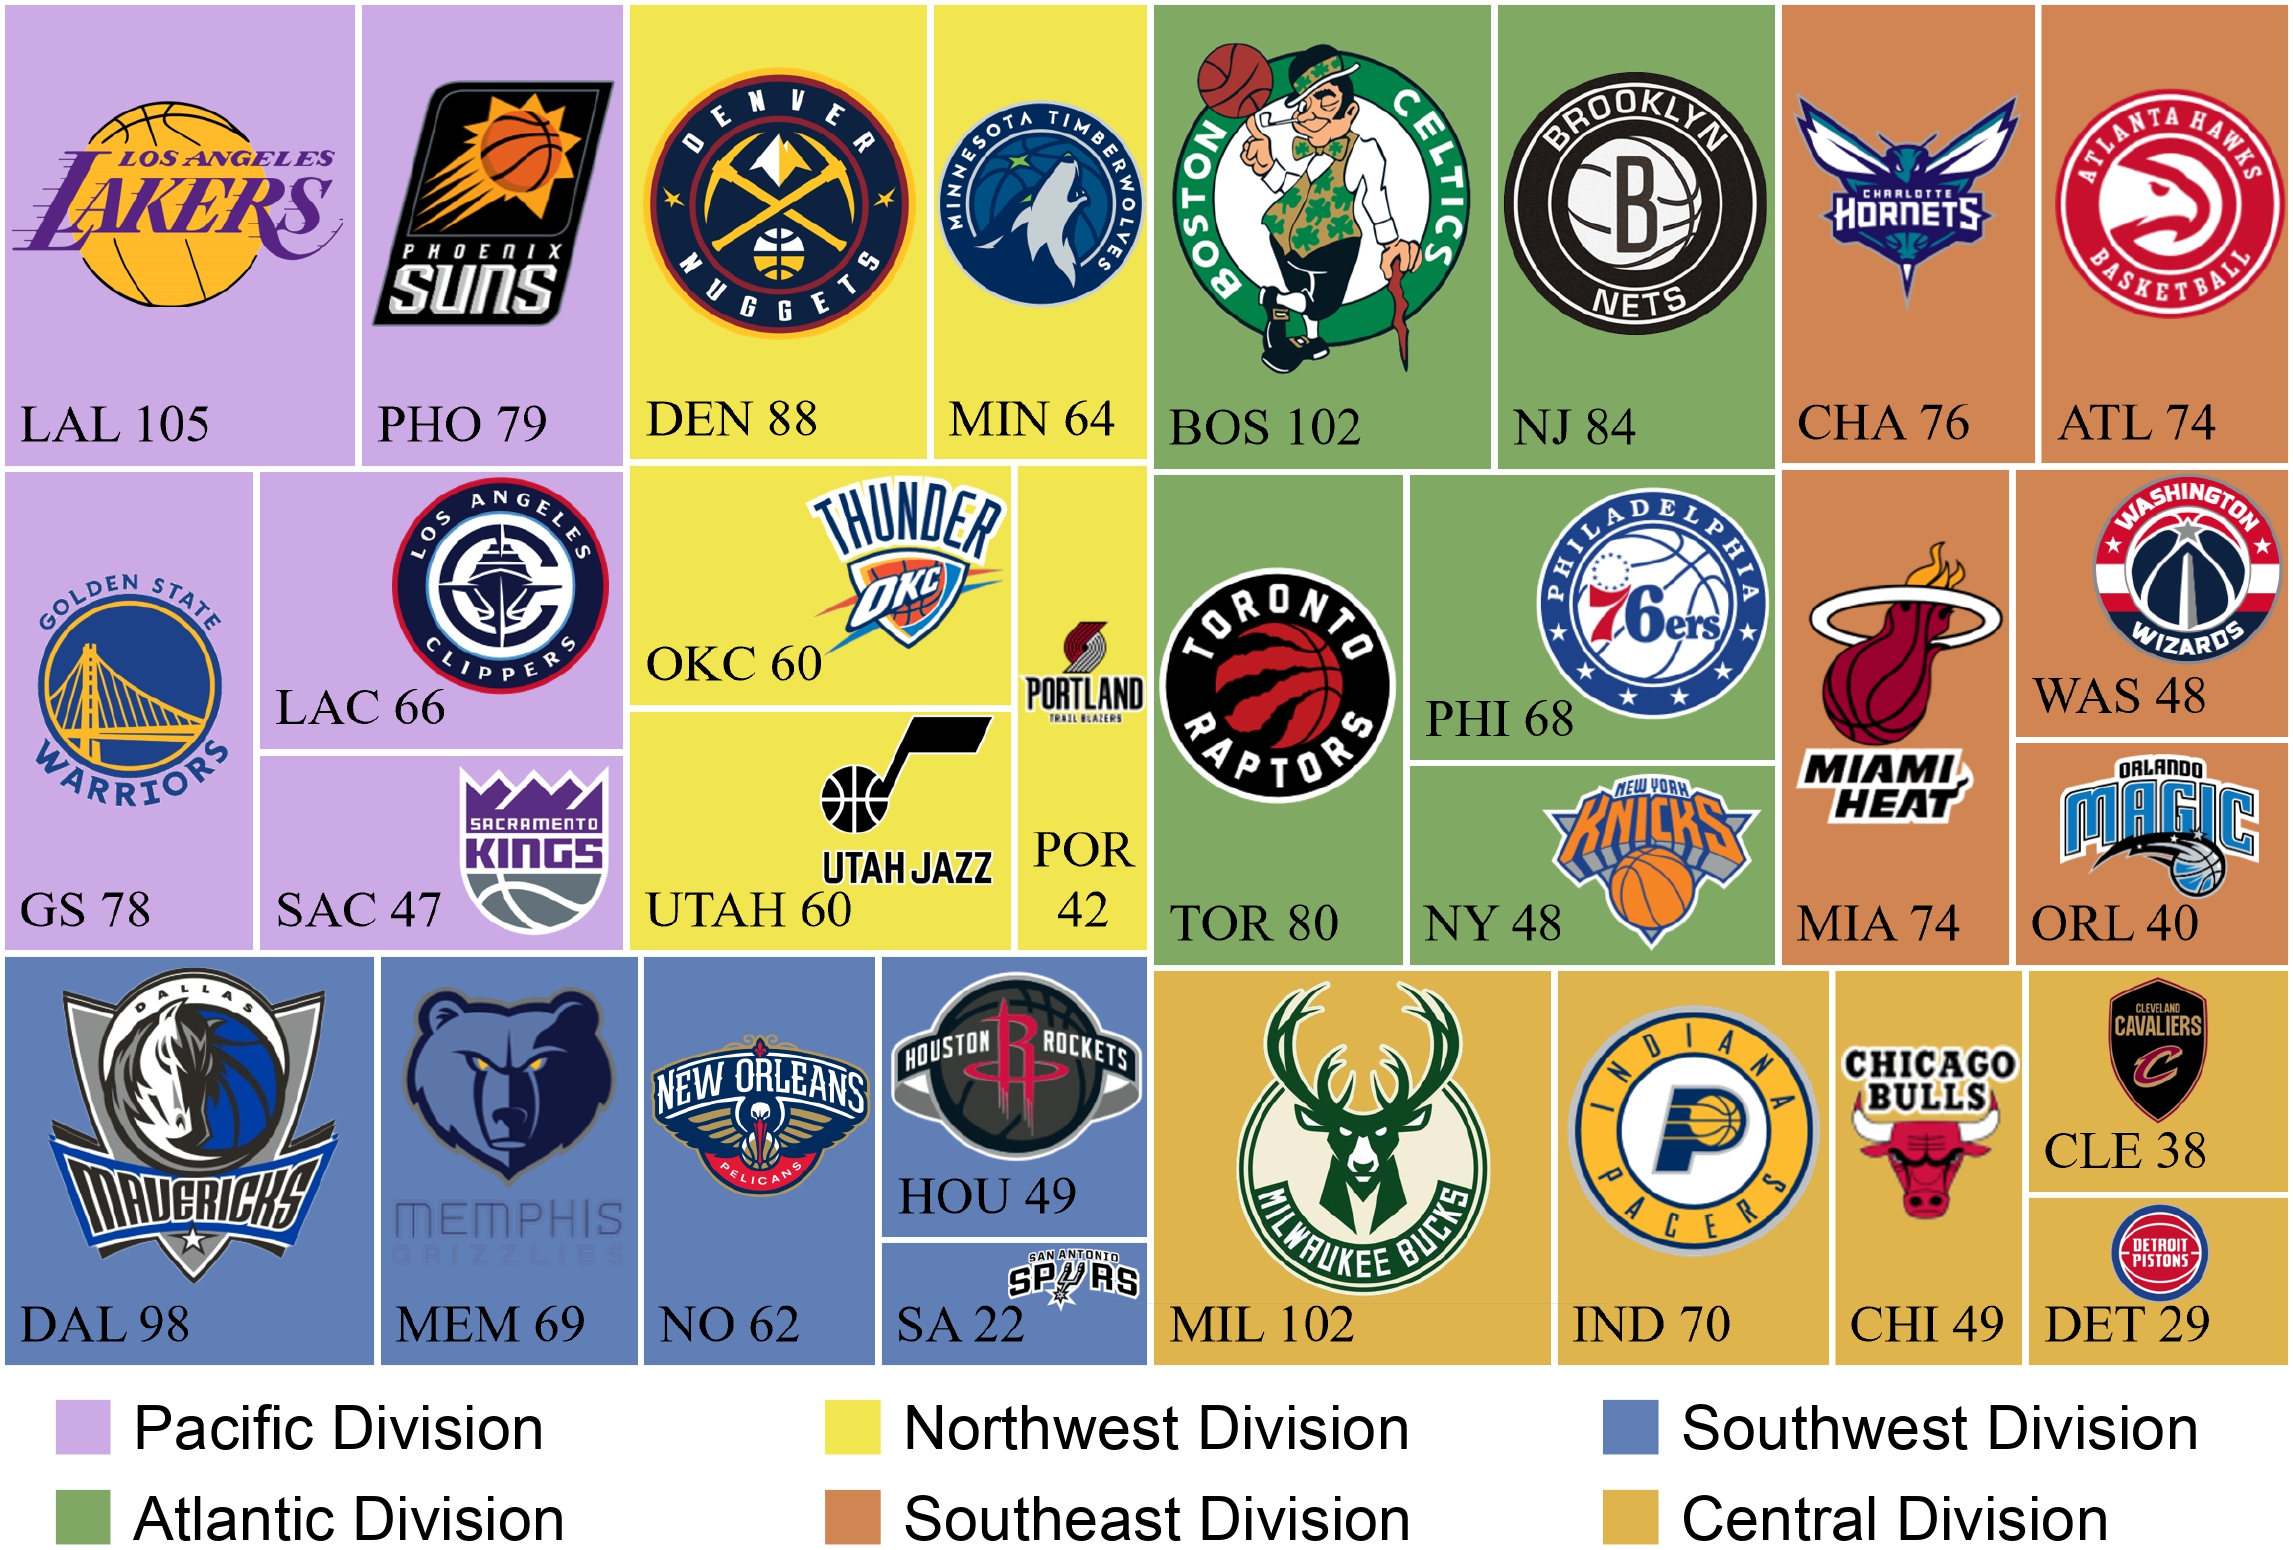 LOS ANGELES
LAKERS
LAL 105
PHOENIX
SUNS
PHO 79
DENVER
NUGGETS
DEN 88
MINNESOTA TIMBERWOLVES
MIN 64
BOSTON
CELTICS
BOS 102
BROOKLYN
B
NETS
NJ 84
CHARLOTTE
HORNETS
CHA 76
ATLANTA HAWKS
BASKETBALL
ATL 74
GOLDEN STATE
WARRIORS
GS 78
LOS ANGELES
C
CLIPPERS
LAC 66
SACRAMENTO
KINGS
SAC 47
THUNDER
OKC
OKC 60
UTAH JAZZ
UTAH 60
PORTLAND
TRAIL BLAZERS
POR
42
TORONTO
RAPTORS
TOR 80
PHILADELPHIA
76ers
PHI 68
NEW YORK
KNICKS
NY 48
MIAMI
HEAT
MIA 74
WASHINGTON
WIZARDS
WAS 48
ORLANDO
MAGIC
ORL 40
DALLAS
MAVERICKS
DAL 98
MEMPHIS
GRIZZLIES
MEM 69
NEW ORLEANS
PELICANS
NO 62
HOUSTON R ROCKETS
HOU 49
SAN ANTONIO
SPURS
SA 22
MILWAUKEE BUCKS
MIL 102
INDIANA
P
PACERS
IND 70
CHICAGO
BULLS
CHI 49
CLEVELAND
CAVALIERS
C
CLE 38
DETROIT
PISTONS
DET 29
Pacific Division
Northwest Division
Southwest Division
Atlantic Division
Southeast Division
Central Division